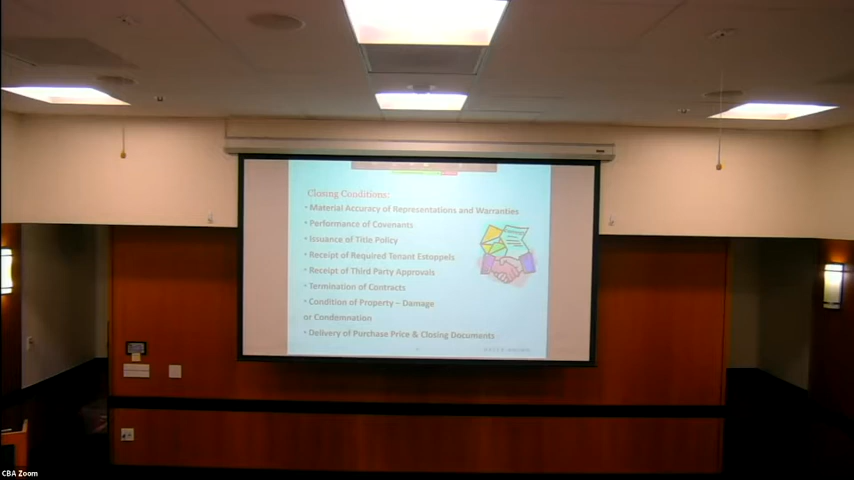 Closing Conditions:
• Material Accuracy of Representations and Warranties
• Performance of Covenants
• Issuance of Title Policy
• Receipt of Required Tenant Estoppels
• Receipt of Third Party Approvals
• Termination of Contracts
• Condition of Property – Damage
or Condemnation
• Delivery of Purchase Price & Closing Documents
CBA Zoom